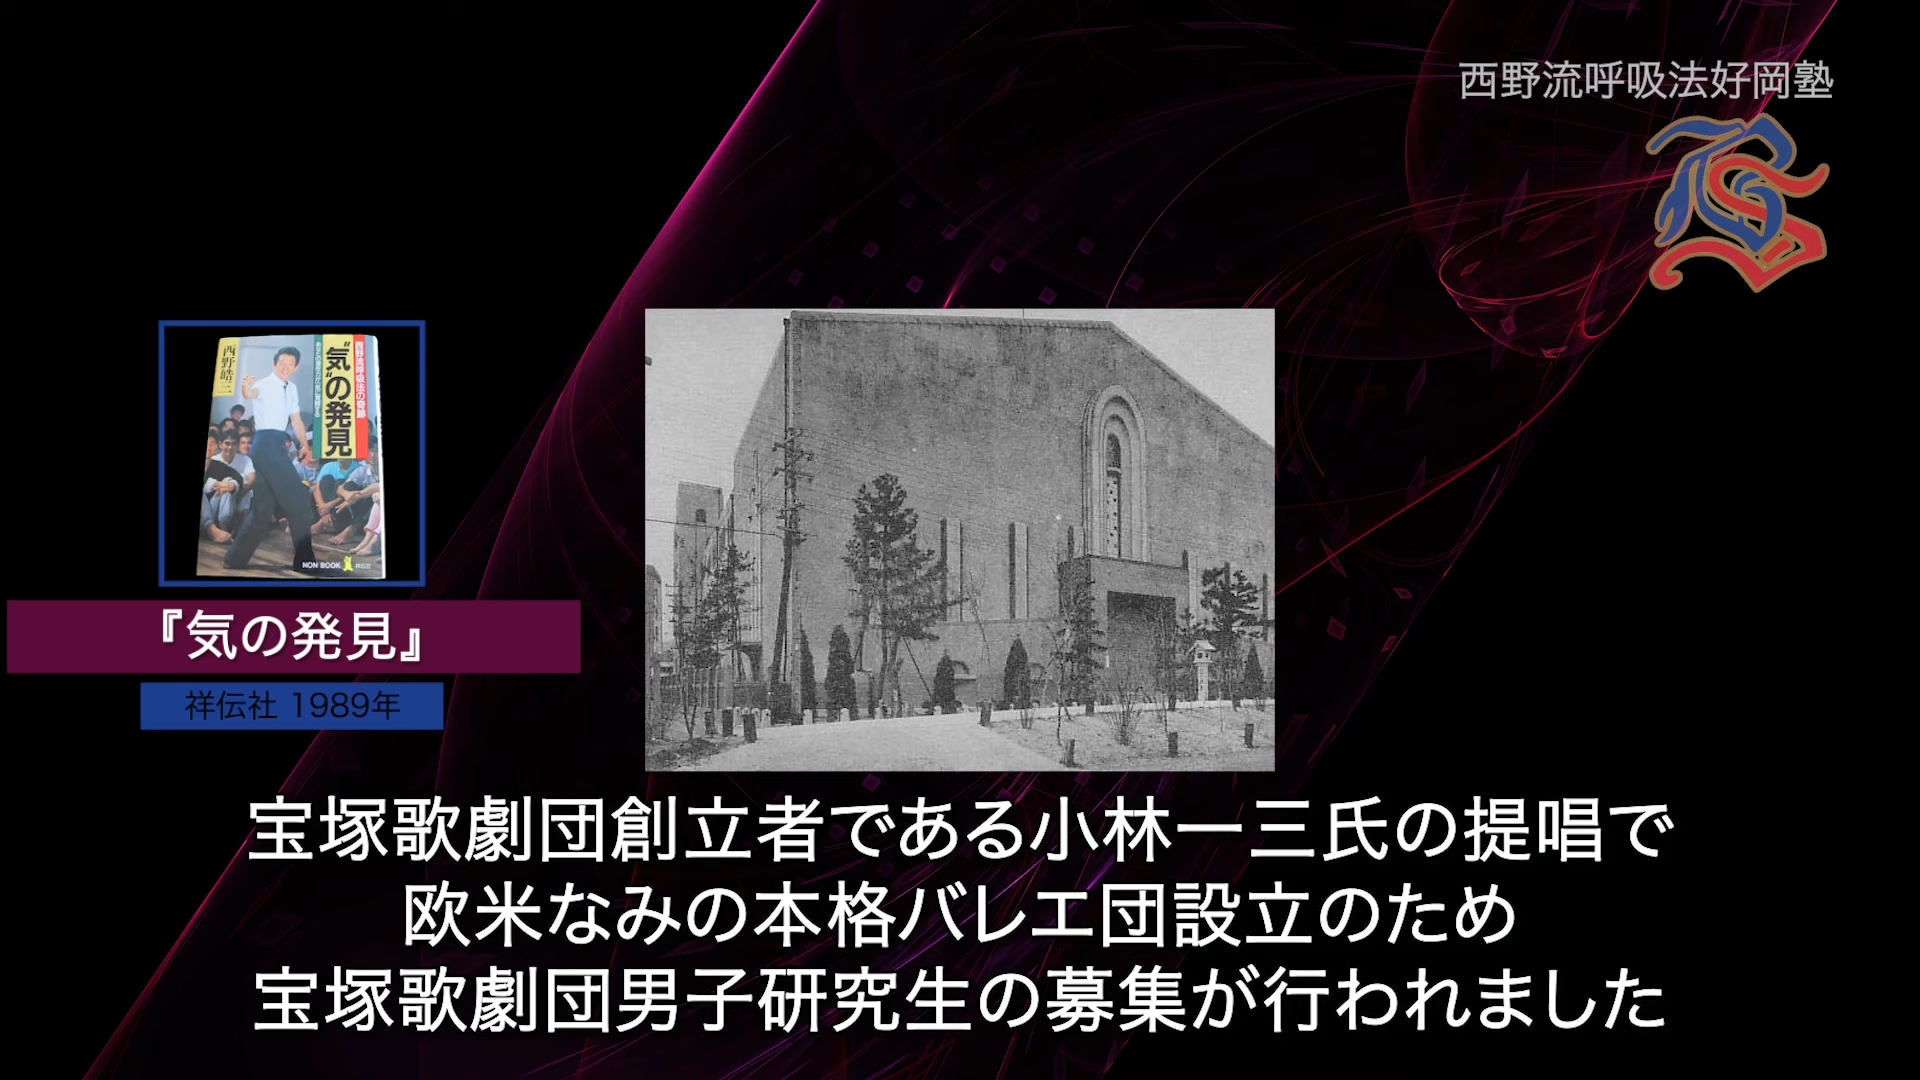 西野流呼吸法好岡塾
西野流呼吸法の奇跡
“気”の発見
西野皓三
NON BOOK 祥伝社
『気の発見』
祥伝社 1989年
宝塚歌劇団創立者である小林一三氏の提唱で
欧米なみの本格バレエ団設立のため
宝塚歌劇団男子研究生の募集が行われました